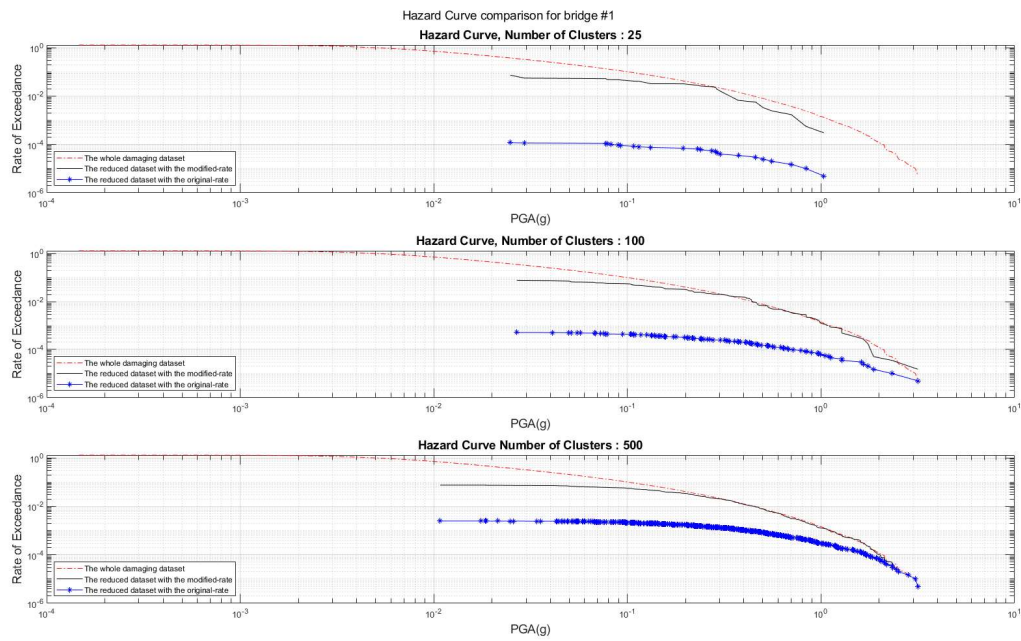 Hazard Curve comparison for bridge #1
Hazard Curve, Number of Clusters : 25
Rate of Exceedance
10^0
10^-2
10^-4
10^-6
The whole damaging dataset
The reduced dataset with the modified-rate
The reduced dataset with the original-rate
10^-4 10^-3 10^-2 10^-1 10^0 10^1
PGA(g)
Hazard Curve, Number of Clusters : 100
Rate of Exceedance
10^0
10^-2
10^-4
10^-6
The whole damaging dataset
The reduced dataset with the modified-rate
The reduced dataset with the original-rate
10^-4 10^-3 10^-2 10^-1 10^0 10^1
PGA(g)
Hazard Curve Number of Clusters : 500
Rate of Exceedance
10^0
10^-2
10^-4
10^-6
The whole damaging dataset
The reduced dataset with the modified-rate
The reduced dataset with the original-rate
10^-4 10^-3 10^-2 10^-1 10^0 10^1
PGA(g)